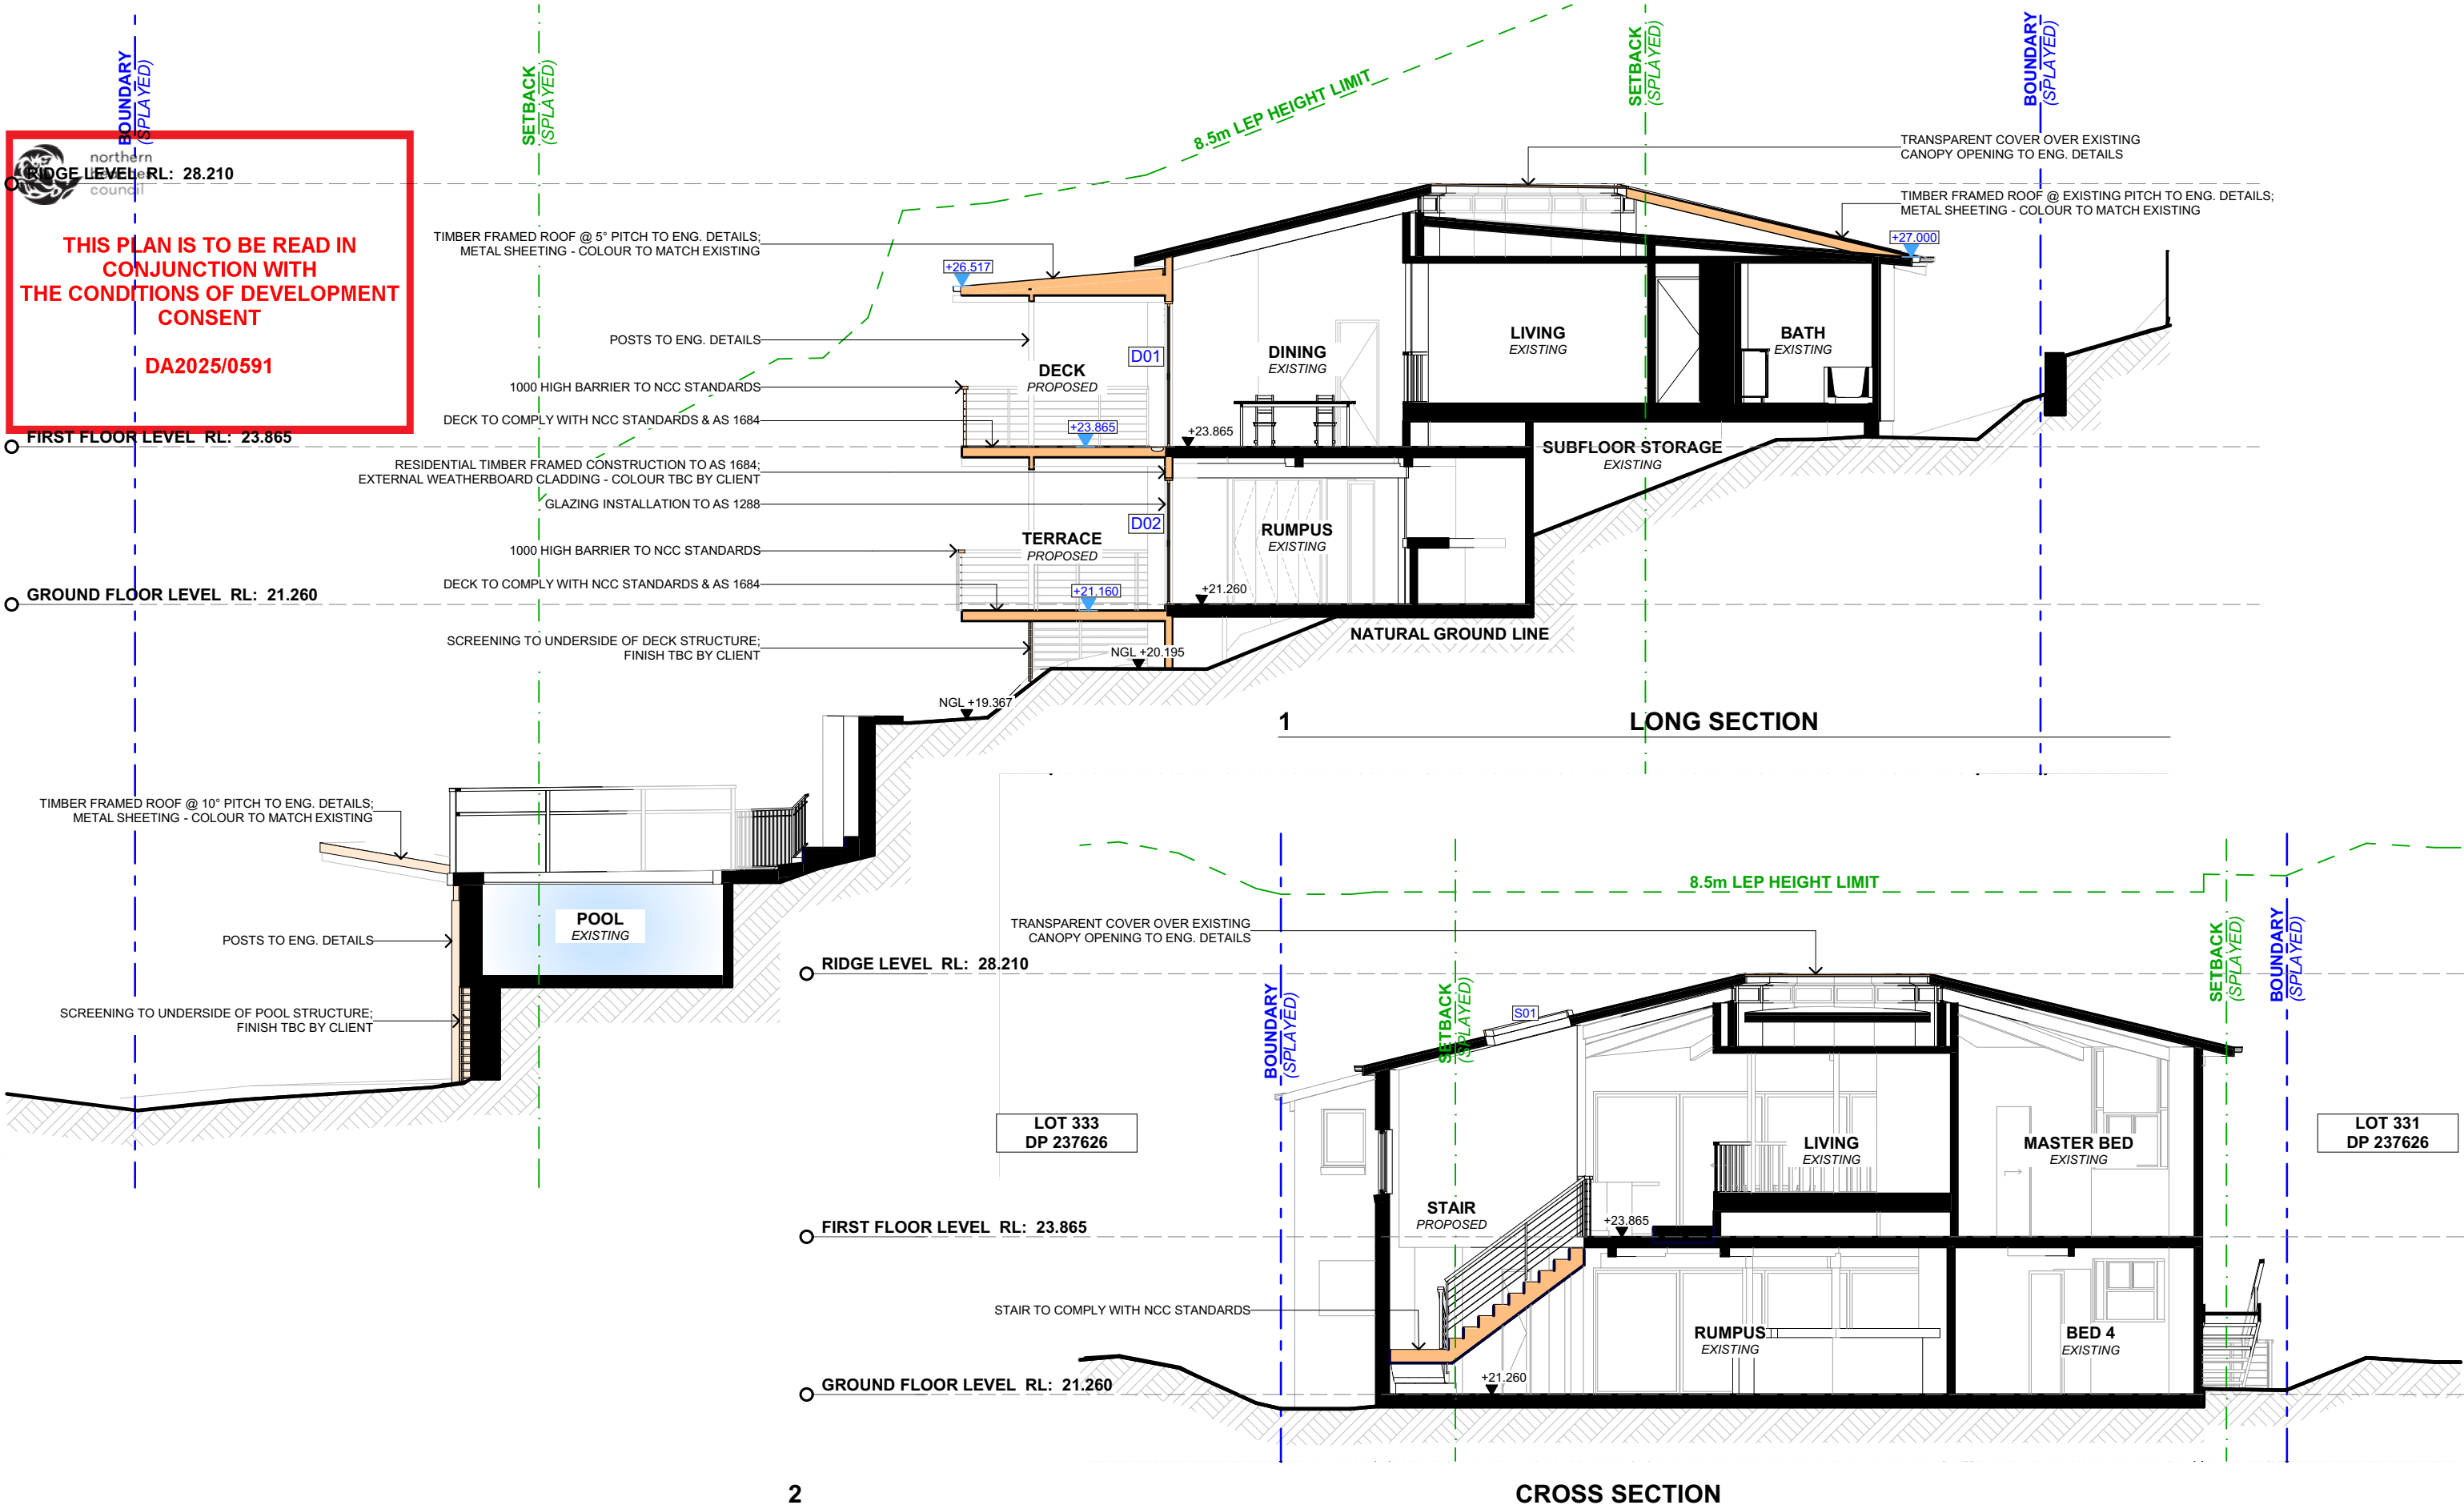 BOUNDARY
(SPLAYED)
SETBACK
(SPLAYED)
8.5m LEP HEIGHT LIMIT
SETBACK
(SPLAYED)
BOUNDARY
(SPLAYED)
northern
beaches
council
RIDGE LEVEL RL: 28.210
THIS PLAN IS TO BE READ IN
CONJUNCTION WITH
THE CONDITIONS OF DEVELOPMENT
CONSENT
DA2025/0591
TRANSPARENT COVER OVER EXISTING
CANOPY OPENING TO ENG. DETAILS
TIMBER FRAMED ROOF @ EXISTING PITCH TO ENG. DETAILS;
METAL SHEETING - COLOUR TO MATCH EXISTING
+27.000
TIMBER FRAMED ROOF @ 5° PITCH TO ENG. DETAILS;
METAL SHEETING - COLOUR TO MATCH EXISTING
+26.517
POSTS TO ENG. DETAILS
DECK
PROPOSED
D01
DINING
EXISTING
LIVING
EXISTING
BATH
EXISTING
1000 HIGH BARRIER TO NCC STANDARDS
DECK TO COMPLY WITH NCC STANDARDS & AS 1684
+23.865
+23.865
FIRST FLOOR LEVEL RL: 23.865
SUBFLOOR STORAGE
EXISTING
RESIDENTIAL TIMBER FRAMED CONSTRUCTION TO AS 1684;
EXTERNAL WEATHERBOARD CLADDING - COLOUR TBC BY CLIENT
GLAZING INSTALLATION TO AS 1288
D02
TERRACE
PROPOSED
RUMPUS
EXISTING
1000 HIGH BARRIER TO NCC STANDARDS
DECK TO COMPLY WITH NCC STANDARDS & AS 1684
+21.160
+21.260
GROUND FLOOR LEVEL RL: 21.260
SCREENING TO UNDERSIDE OF DECK STRUCTURE;
FINISH TBC BY CLIENT
NATURAL GROUND LINE
NGL +20.195
NGL +19.367
1
LONG SECTION
TIMBER FRAMED ROOF @ 10° PITCH TO ENG. DETAILS;
METAL SHEETING - COLOUR TO MATCH EXISTING
POOL
EXISTING
POSTS TO ENG. DETAILS
SCREENING TO UNDERSIDE OF POOL STRUCTURE;
FINISH TBC BY CLIENT
8.5m LEP HEIGHT LIMIT
TRANSPARENT COVER OVER EXISTING
CANOPY OPENING TO ENG. DETAILS
RIDGE LEVEL RL: 28.210
BOUNDARY
(SPLAYED)
SETBACK
(SPLAYED)
S01
SETBACK
(SPLAYED)
BOUNDARY
(SPLAYED)
LOT 333
DP 237626
LOT 331
DP 237626
LIVING
EXISTING
MASTER BED
EXISTING
STAIR
PROPOSED
+23.865
FIRST FLOOR LEVEL RL: 23.865
STAIR TO COMPLY WITH NCC STANDARDS
RUMPUS
EXISTING
BED 4
EXISTING
+21.260
GROUND FLOOR LEVEL RL: 21.260
2
CROSS SECTION